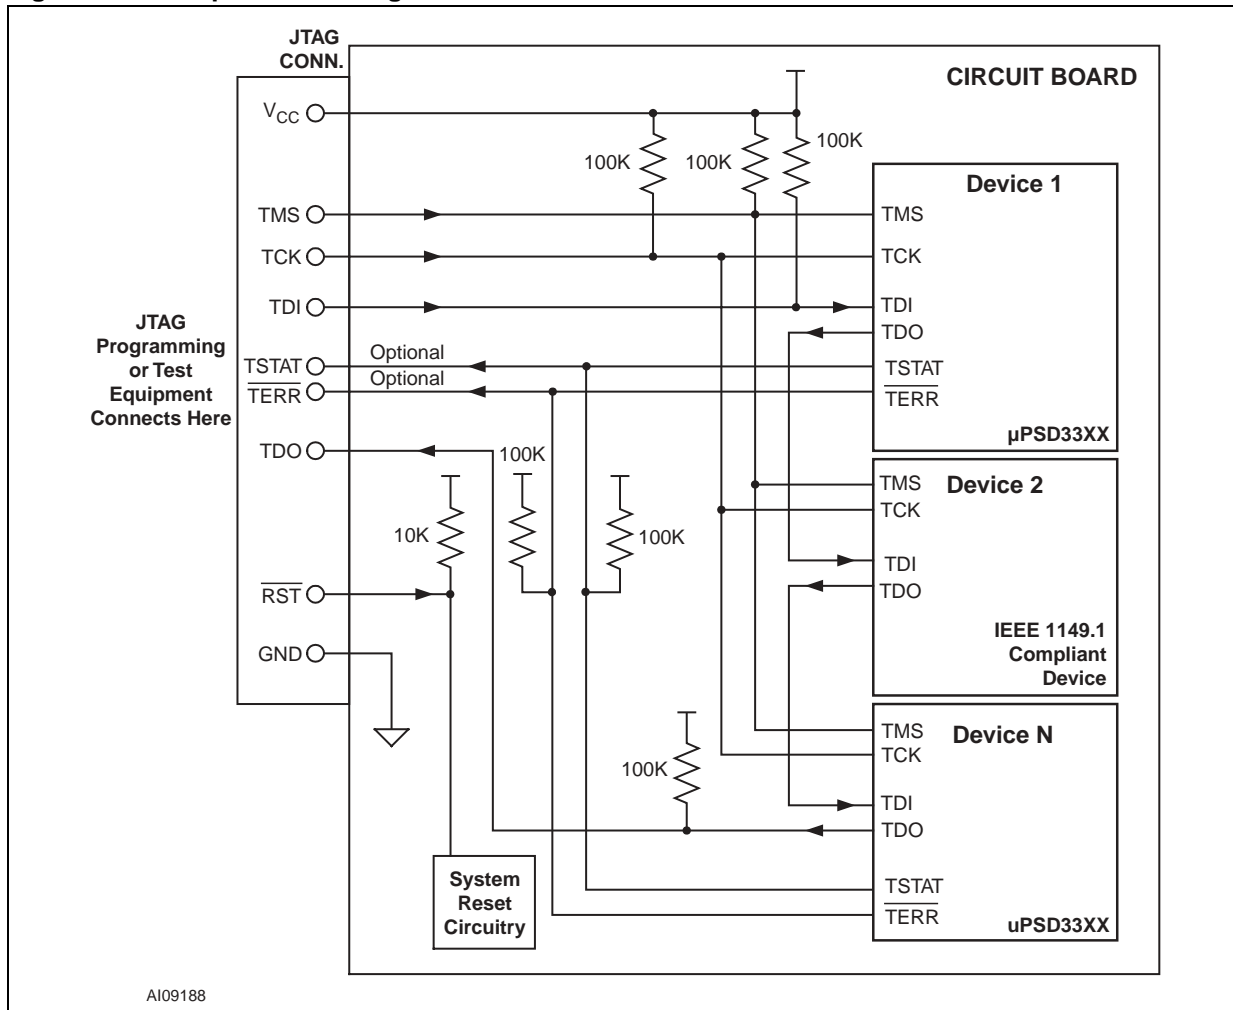 JTAG
CONN.
CIRCUIT BOARD
VCC
100K
100K
100K
Device 1
TMS
TMS
TCK
TCK
TDI
TDI
TDO
JTAG
Programming
or Test
Equipment
Connects Here
TSTAT
Optional
TSTAT
TERR
Optional
TERR
µPSD33XX
TDO
100K
TMS
Device 2
TCK
10K
100K
TDI
TDO
RST
IEEE 1149.1
Compliant
Device
GND
TMS
Device N
TCK
100K
TDI
TDO
System
Reset
Circuitry
TSTAT
TERR
uPSD33XX
AI09188